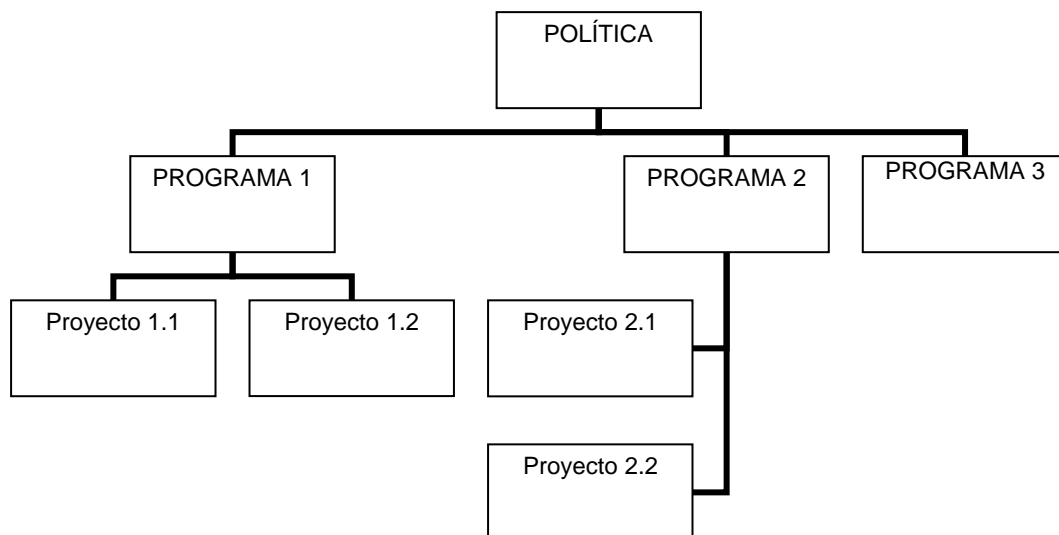 POLÍTICA
PROGRAMA 1
PROGRAMA 2
PROGRAMA 3
Proyecto 1.1
Proyecto 1.2
Proyecto 2.1
Proyecto 2.2